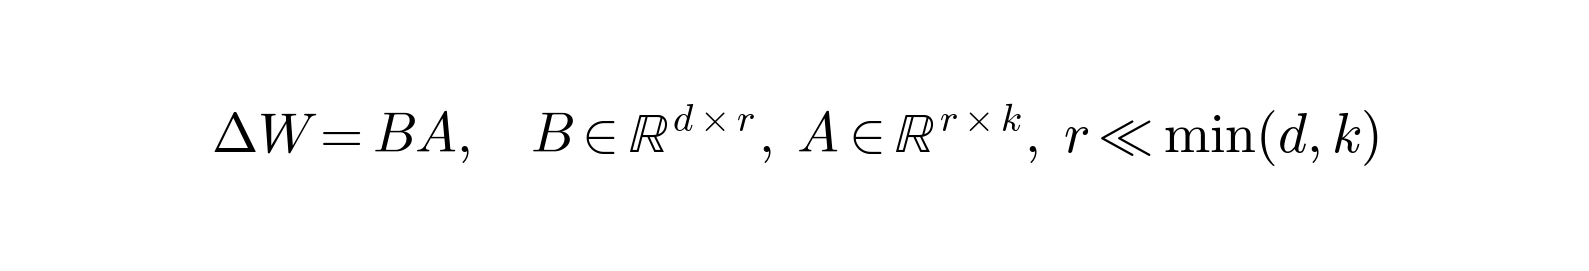 ΔW = BA, B ∈ ℝ^{d × r}, A ∈ ℝ^{r × k}, r ≪ min(d, k)